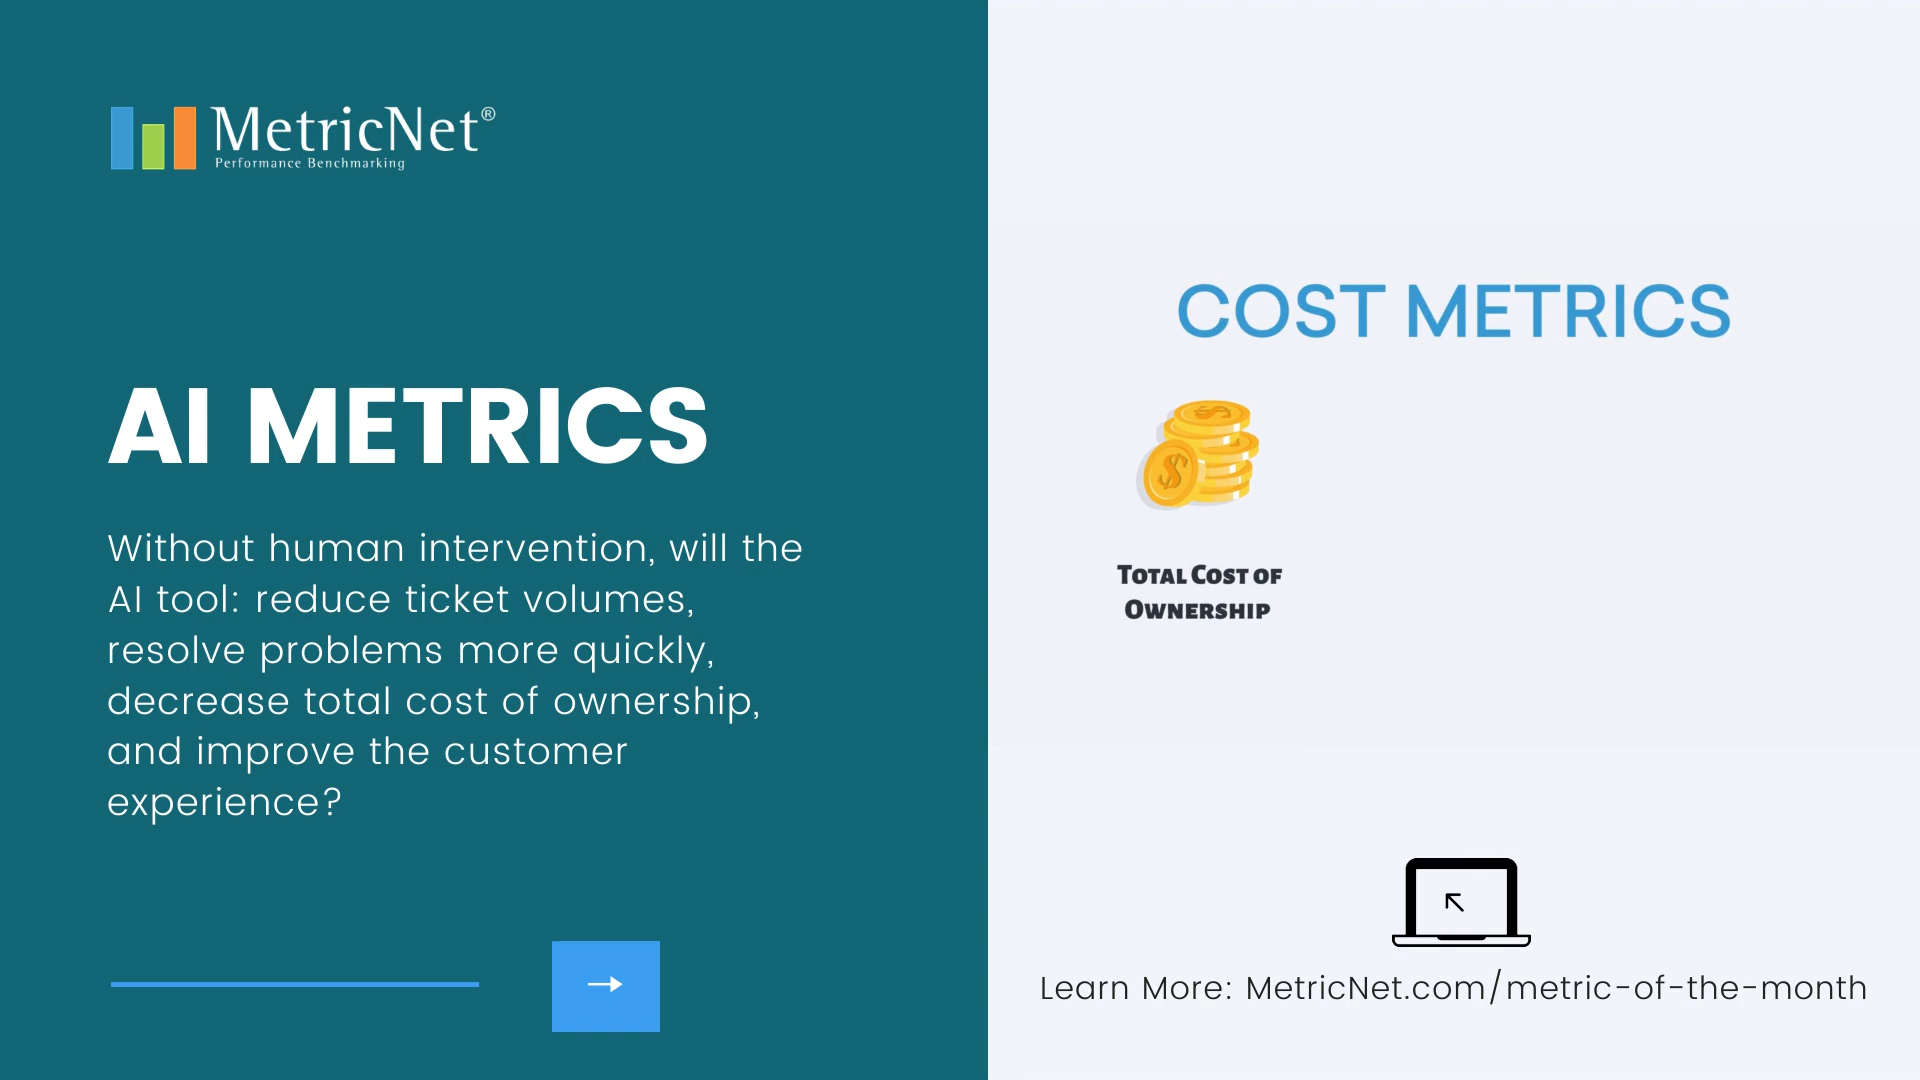 MetricNet®
Performance Benchmarking
AI METRICS
Without human intervention, will the
AI tool: reduce ticket volumes,
resolve problems more quickly,
decrease total cost of ownership,
and improve the customer
experience?
COST METRICS
Total Cost of
Ownership
Learn More: MetricNet.com/metric-of-the-month